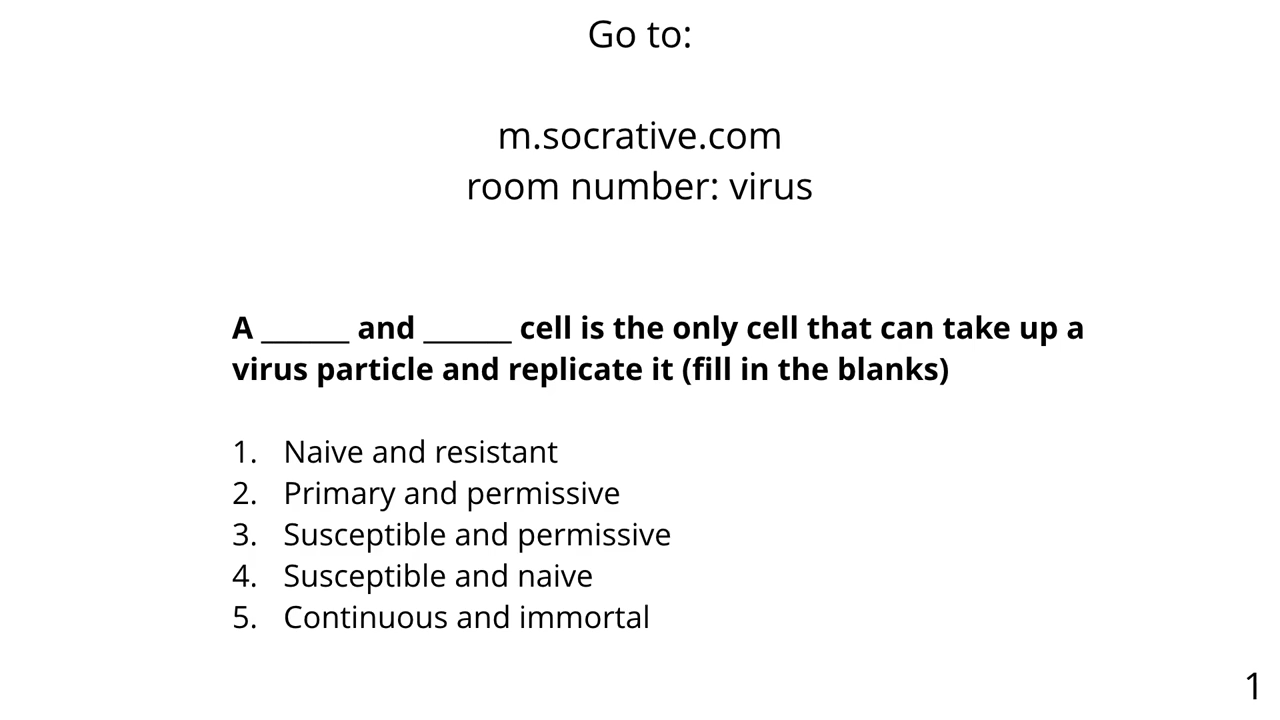 Go to:
m.socrative.com
room number: virus
A ______ and ______ cell is the only cell that can take up a
virus particle and replicate it (fill in the blanks)
1. Naive and resistant
2. Primary and permissive
3. Susceptible and permissive
4. Susceptible and naive
5. Continuous and immortal
1